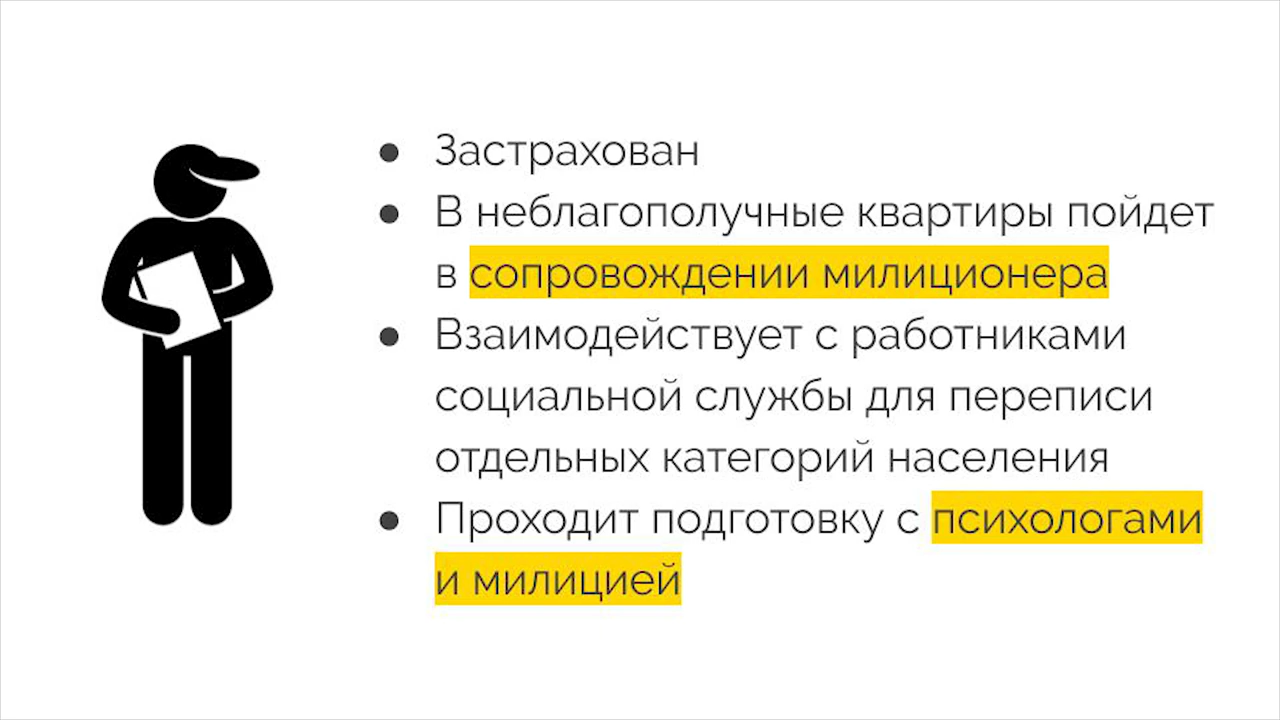 ● Застрахован
● В неблагополучные квартиры пойдет
в сопровождении милиционера
● Взаимодействует с работниками
социальной службы для переписи
отдельных категорий населения
● Проходит подготовку с психологами
и милицией